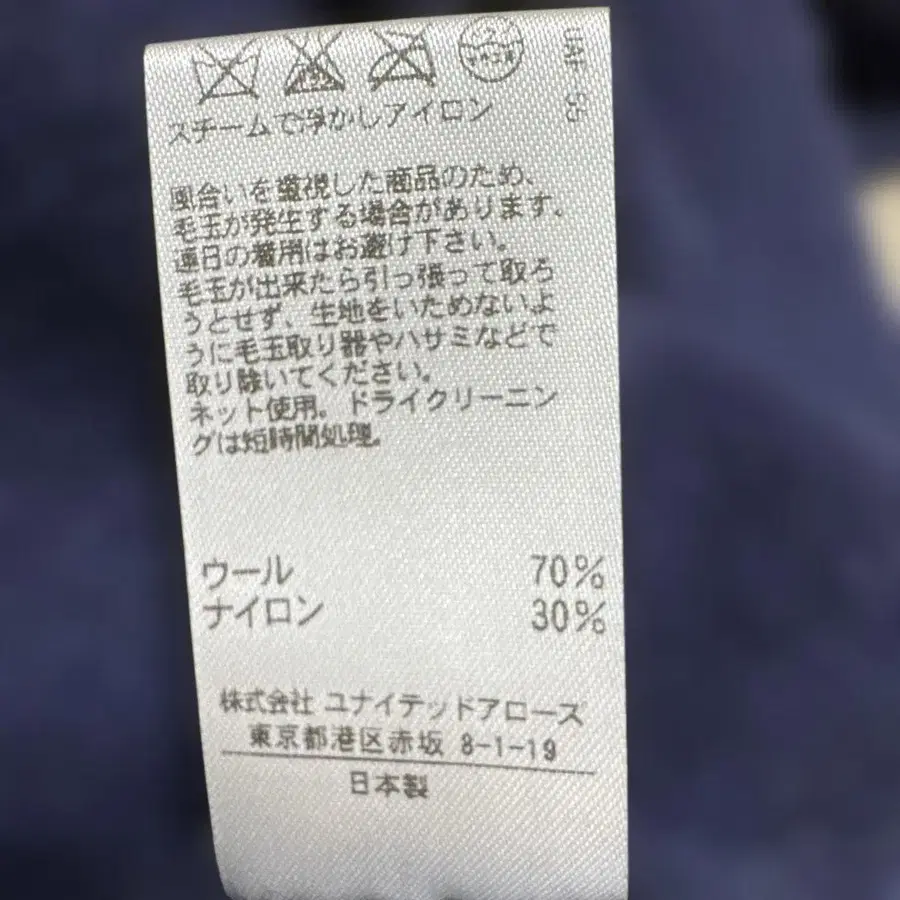 スチームで浮かしアイロン
風合いを重視した商品のため、
毛玉が発生する場合があります。
連日の着用はお避け下さい。
毛玉が出来たら引っ張って取ろ
うとせず、生地をいためないよ
うに毛玉取り器やハサミなどで
取り除いてください。
ネット使用。ドライクリーニン
グは短時間処理。
ウール 70%
ナイロン 30%
株式会社 ユナイテッドアローズ
東京都港区赤坂 8-1-19
日本製